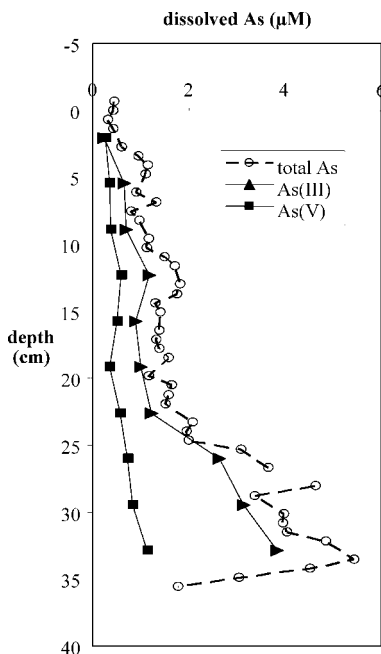 dissolved As (µM)
-5
0 2 4 6
0
5
total As
As(III)
As(V)
10
15
depth
(cm)
20
25
30
35
40